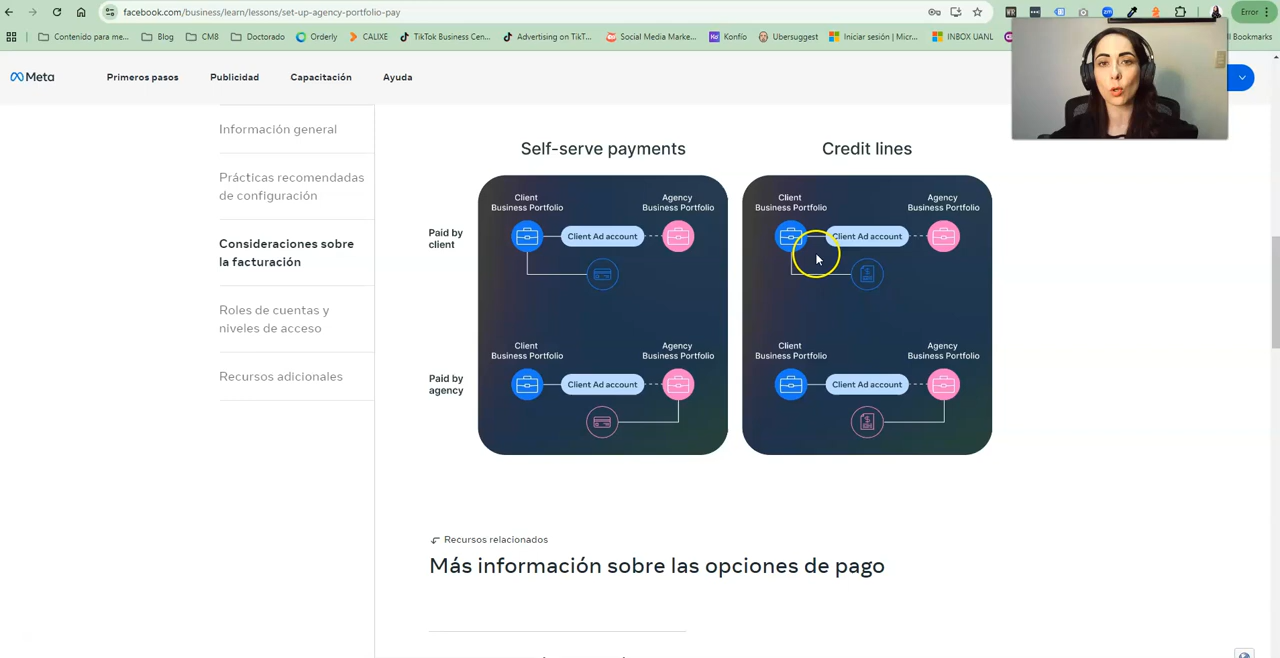 facebook.com/business/learn/lessons/set-up-agency-portfolio-pay
Error
Contenido para me...
Blog
CM8
Doctorado
Orderly
CALIXE
TikTok Business Cen...
Advertising on TikT...
Social Media Marke...
Konfío
Ubersuggest
Iniciar sesión | Micr...
INBOX UANL
ll Bookmarks
Meta
Primeros pasos
Publicidad
Capacitación
Ayuda
Información general
Prácticas recomendadas
de configuración
Consideraciones sobre
la facturación
Roles de cuentas y
niveles de acceso
Recursos adicionales
Self-serve payments
Credit lines
Paid by
client
Client
Business Portfolio
Agency
Business Portfolio
Client Ad account
Client
Business Portfolio
Agency
Business Portfolio
Client Ad account
Paid by
agency
Client
Business Portfolio
Agency
Business Portfolio
Client Ad account
Client
Business Portfolio
Agency
Business Portfolio
Client Ad account
Recursos relacionados
Más información sobre las opciones de pago